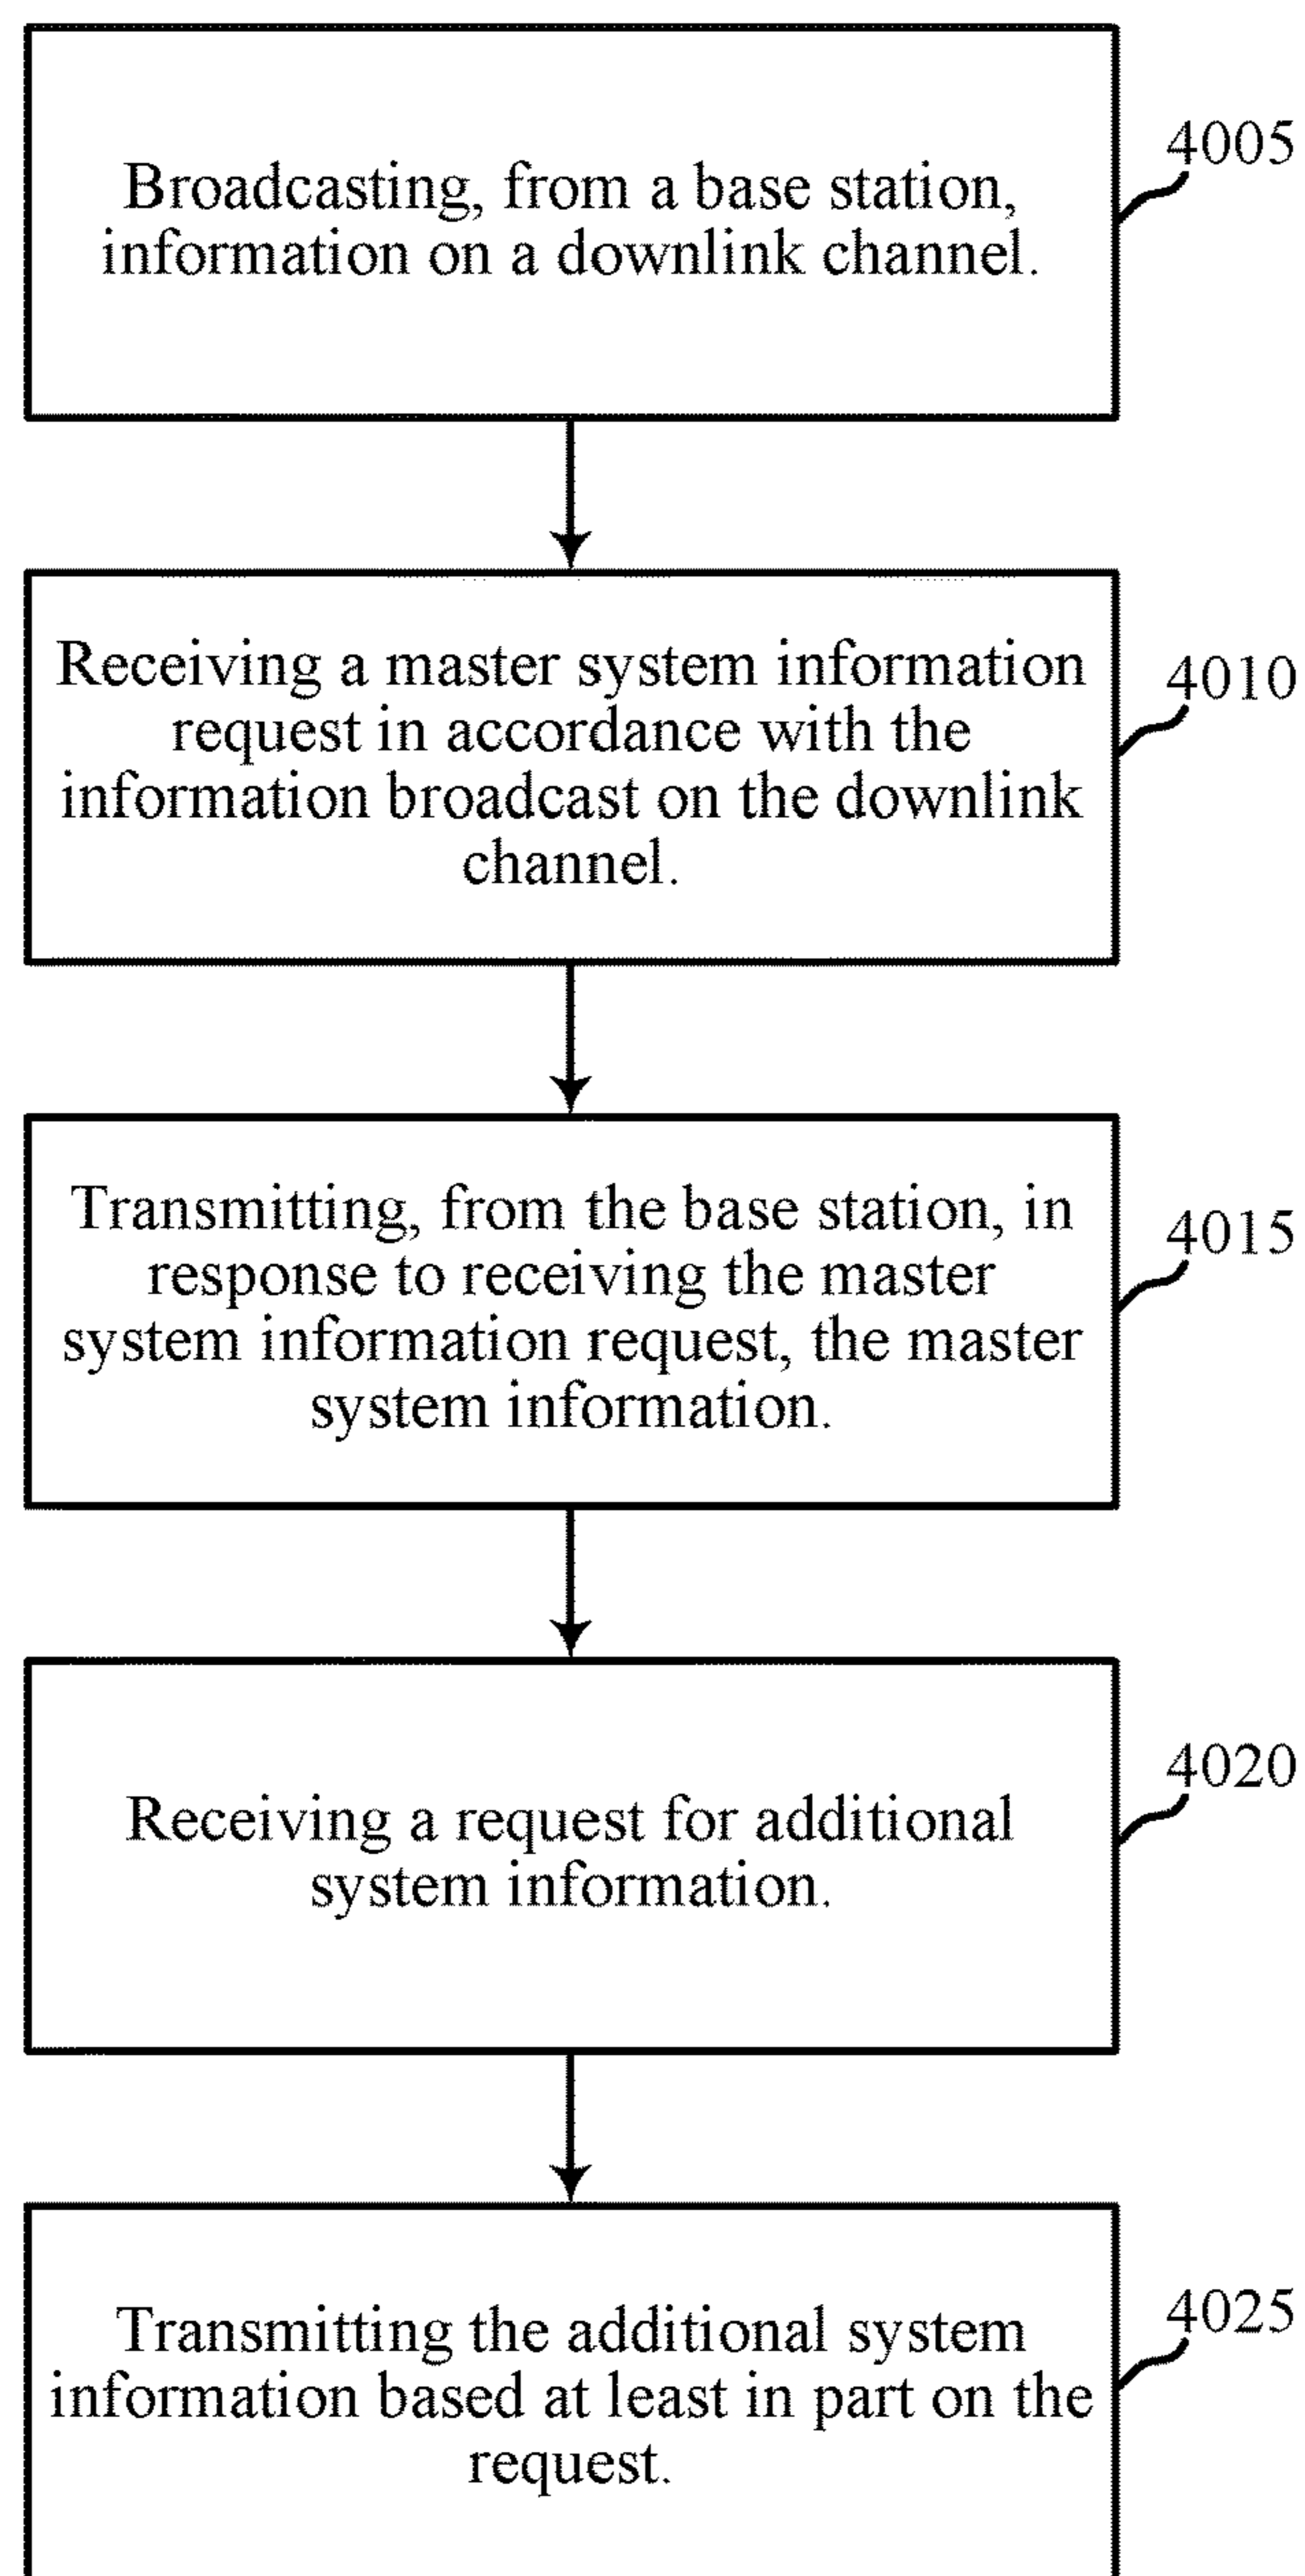 Broadcasting, from a base station,
information on a downlink channel.
4005
Receiving a master system information
request in accordance with the
information broadcast on the downlink
channel.
4010
Transmitting, from the base station, in
response to receiving the master
system information request, the master
system information.
4015
Receiving a request for additional
system information.
4020
Transmitting the additional system
information based at least in part on the
request.
4025